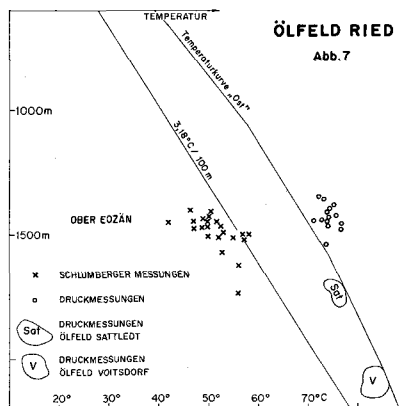 TEMPERATUR
ÖLFELD RIED
Abb. 7
Temperaturkurve „Ost"
1000m
3,18°C/100 m
OBER EOZÄN
1500m
x SCHLUMBERGER MESSUNGEN
o DRUCKMESSUNGEN
Sat DRUCKMESSUNGEN
ÖLFELD SATTLEDT
V DRUCKMESSUNGEN
ÖLFELD VOITSDORF
Sat
V
20° 30° 40° 50° 60° 70°C